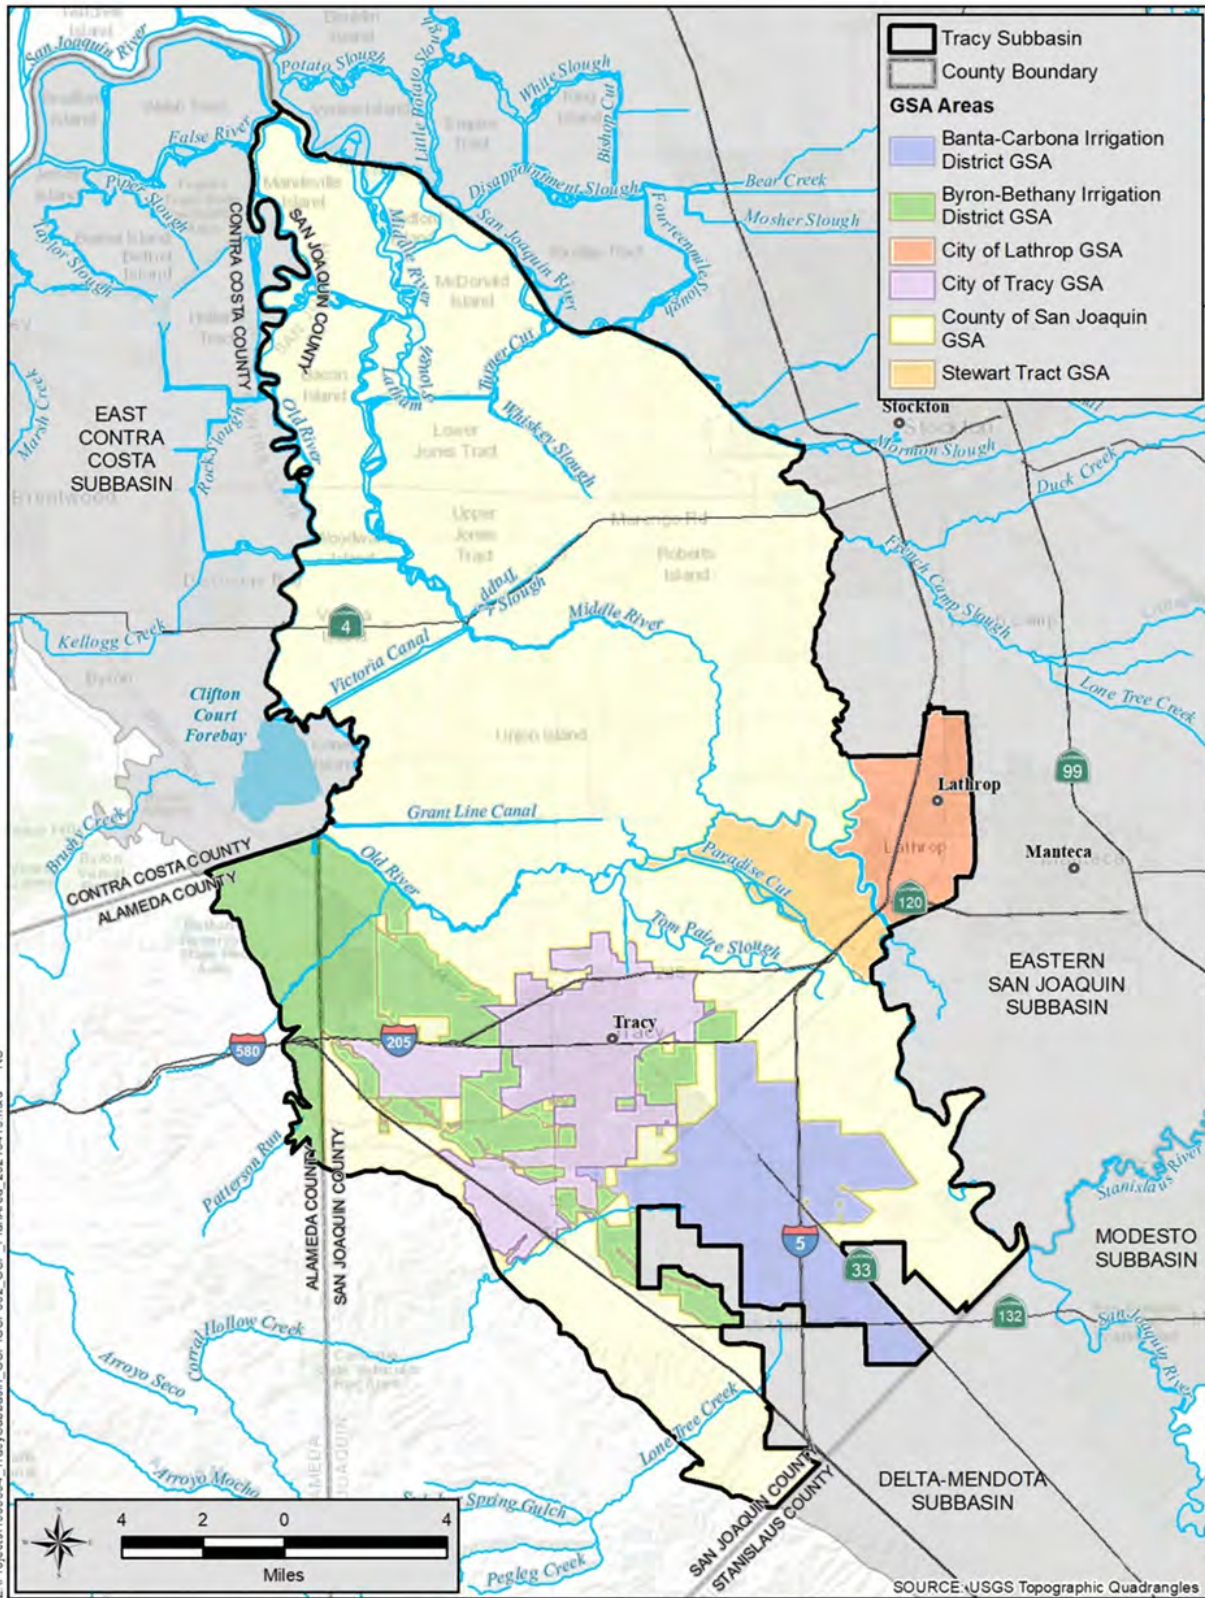 Tracy Subbasin
County Boundary
GSA Areas
Banta-Carbona Irrigation
District GSA
Byron-Bethany Irrigation
District GSA
City of Lathrop GSA
City of Tracy GSA
County of San Joaquin
GSA
Stewart Tract GSA
San Joaquin River
Potato Slough
Little Potato Slough
White Slough
Bishop Cut
False River
Piper Slough
Taylor Slough
Disappointment Slough
Bear Creek
Mosher Slough
Fourteenmile Slough
San Joaquin River
Middle River
Mandeville
Island
McDonald
Island
CONTRA COSTA COUNTY
SAN JOAQUIN COUNTY
Turner Cut
Latham
Slough
Whiskey Slough
Old River
Rock Slough
Marsh Creek
EAST
CONTRA
COSTA
SUBBASIN
Lower
Jones Tract
Upper
Jones
Tract
Roberts
Island
Stockton
Mormon Slough
Duck Creek
French Camp Slough
Lone Tree Creek
Trapp
Slough
Middle River
Victoria Canal
4
Kellogg Creek
Byron
Clifton
Court
Forebay
Union Island
Grant Line Canal
Brushy Creek
CONTRA COSTA COUNTY
ALAMEDA COUNTY
Old River
Paradise Cut
Tom Paine Slough
Lathrop
Lathrop
99
Manteca
120
EASTERN
SAN JOAQUIN
SUBBASIN
Tracy
580
205
Patterson Run
ALAMEDA COUNTY
SAN JOAQUIN COUNTY
Stanislaus River
MODESTO
SUBBASIN
5
33
132
San Joaquin River
Corral Hollow Creek
Arroyo Seco
Arroyo Mocho
Lone Tree Creek
Spring Gulch
Pegleg Creek
SAN JOAQUIN COUNTY
STANISLAUS COUNTY
DELTA-MENDOTA
SUBBASIN
4 2 0 4
Miles
SOURCE: USGS Topographic Quadrangles